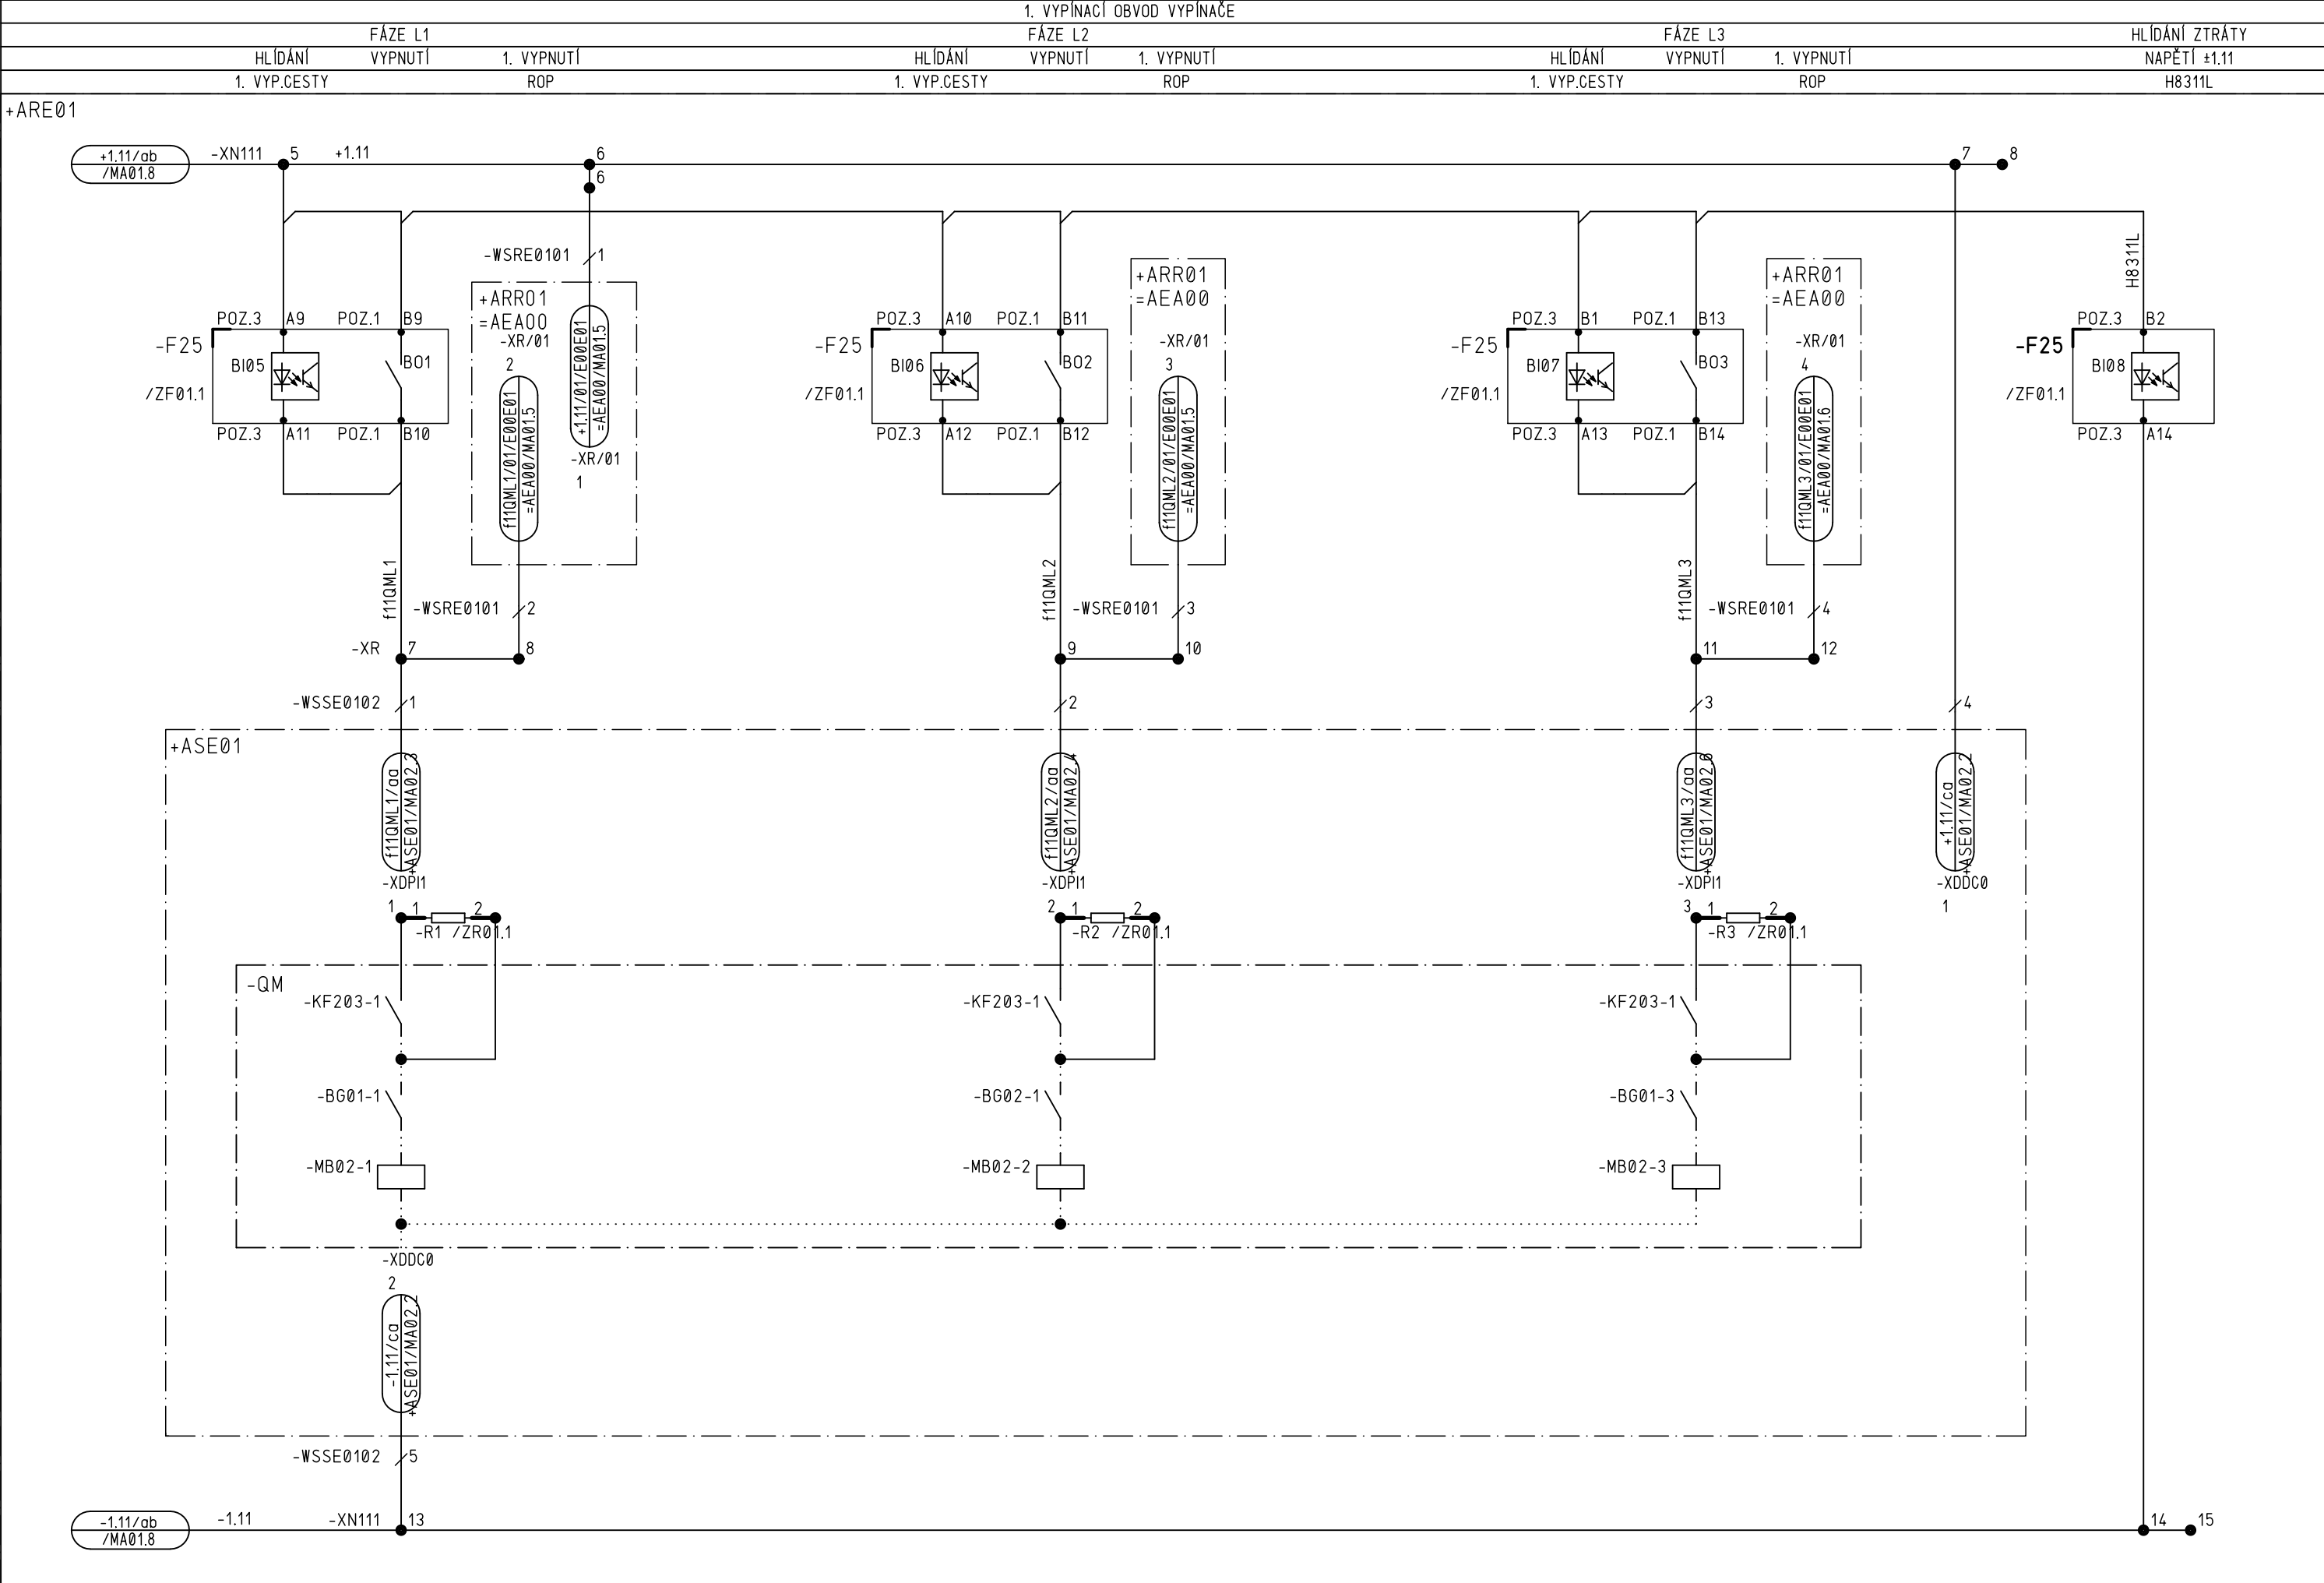 1. VYPÍNACÍ OBVOD VYPÍNAČE
FÁZE L1 FÁZE L2 FÁZE L3 HLÍDÁNÍ ZTRÁTY
HLÍDÁNÍ VYPNUTÍ 1. VYPNUTÍ HLÍDÁNÍ VYPNUTÍ 1. VYPNUTÍ HLÍDÁNÍ VYPNUTÍ 1. VYPNUTÍ NAPĚTÍ ±1.11
1. VYP.CESTY ROP 1. VYP.CESTY ROP 1. VYP.CESTY ROP H8311L
+ARE01
+1.11/ab -XN111 5 +1.11 6 7 8
/MA01.8
6
-WSRE0101 1
H8311L
+ARR01 +ARR01
=AEA00 =AEA00
+ARR01
=AEA00
POZ.3 A9 POZ.1 B9 POZ.3 A10 POZ.1 B11 POZ.3 B1 POZ.1 B13 POZ.3 B2
-F25 -F25 -F25 -F25
-XR/01 -XR/01 -XR/01
2 3 4
BI05 BO1 BI06 BO2 BI07 BO3 BI08
/ZF01.1 /ZF01.1 /ZF01.1 /ZF01.1
+1.11/01/E00E01
=AEA00/MA01.5
f11QML1/01/E00E01
=AEA00/MA01.5
f11QML2/01/E00E01
=AEA00/MA01.5
f11QML3/01/E00E01
=AEA00/MA01.6
POZ.3 A11 POZ.1 B10 POZ.3 A12 POZ.1 B12 POZ.3 A13 POZ.1 B14 POZ.3 A14
-XR/01
1
f11QML1 f11QML2 f11QML3
-WSRE0101 2 -WSRE0101 3 -WSRE0101 4
-XR 7 8 9 10 11 12
-WSSE0102 1 2 3 4
+ASE01
f11QML1/aa
+ASE01/MA02.3
f11QML2/aa
+ASE01/MA02.4
f11QML3/aa
+ASE01/MA02.6
+1.11/ca
+ASE01/MA02.2
-XDPI1 -XDPI1 -XDPI1 -XDDC0
1 1 2 2 1 2 3 1 2 1
-R1 /ZR01.1 -R2 /ZR01.1 -R3 /ZR01.1
-QM
-KF203-1 -KF203-1 -KF203-1
-BG01-1 -BG02-1 -BG01-3
-MB02-1 -MB02-2 -MB02-3
-XDDC0
2
-1.11/ca
+ASE01/MA02.2
-WSSE0102 5
-1.11/ab -1.11 -XN111 13 14 15
/MA01.8